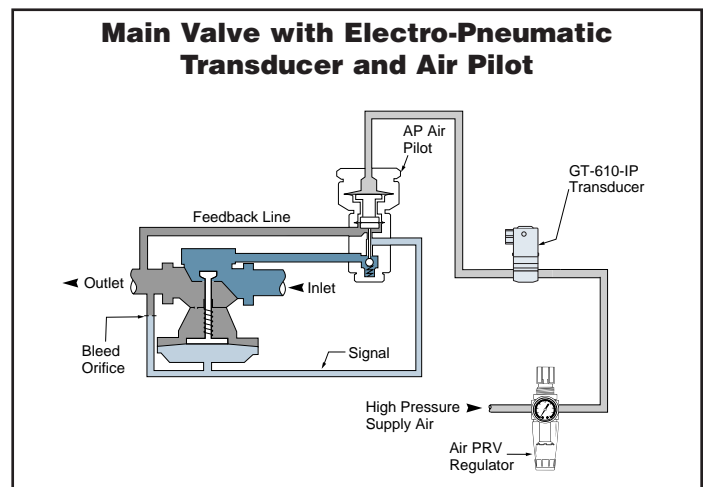 Main Valve with Electro-Pneumatic
Transducer and Air Pilot
AP Air
Pilot
GT-610-IP
Transducer
Feedback Line
Outlet
Inlet
Bleed
Orifice
Signal
High Pressure
Supply Air
Air PRV
Regulator